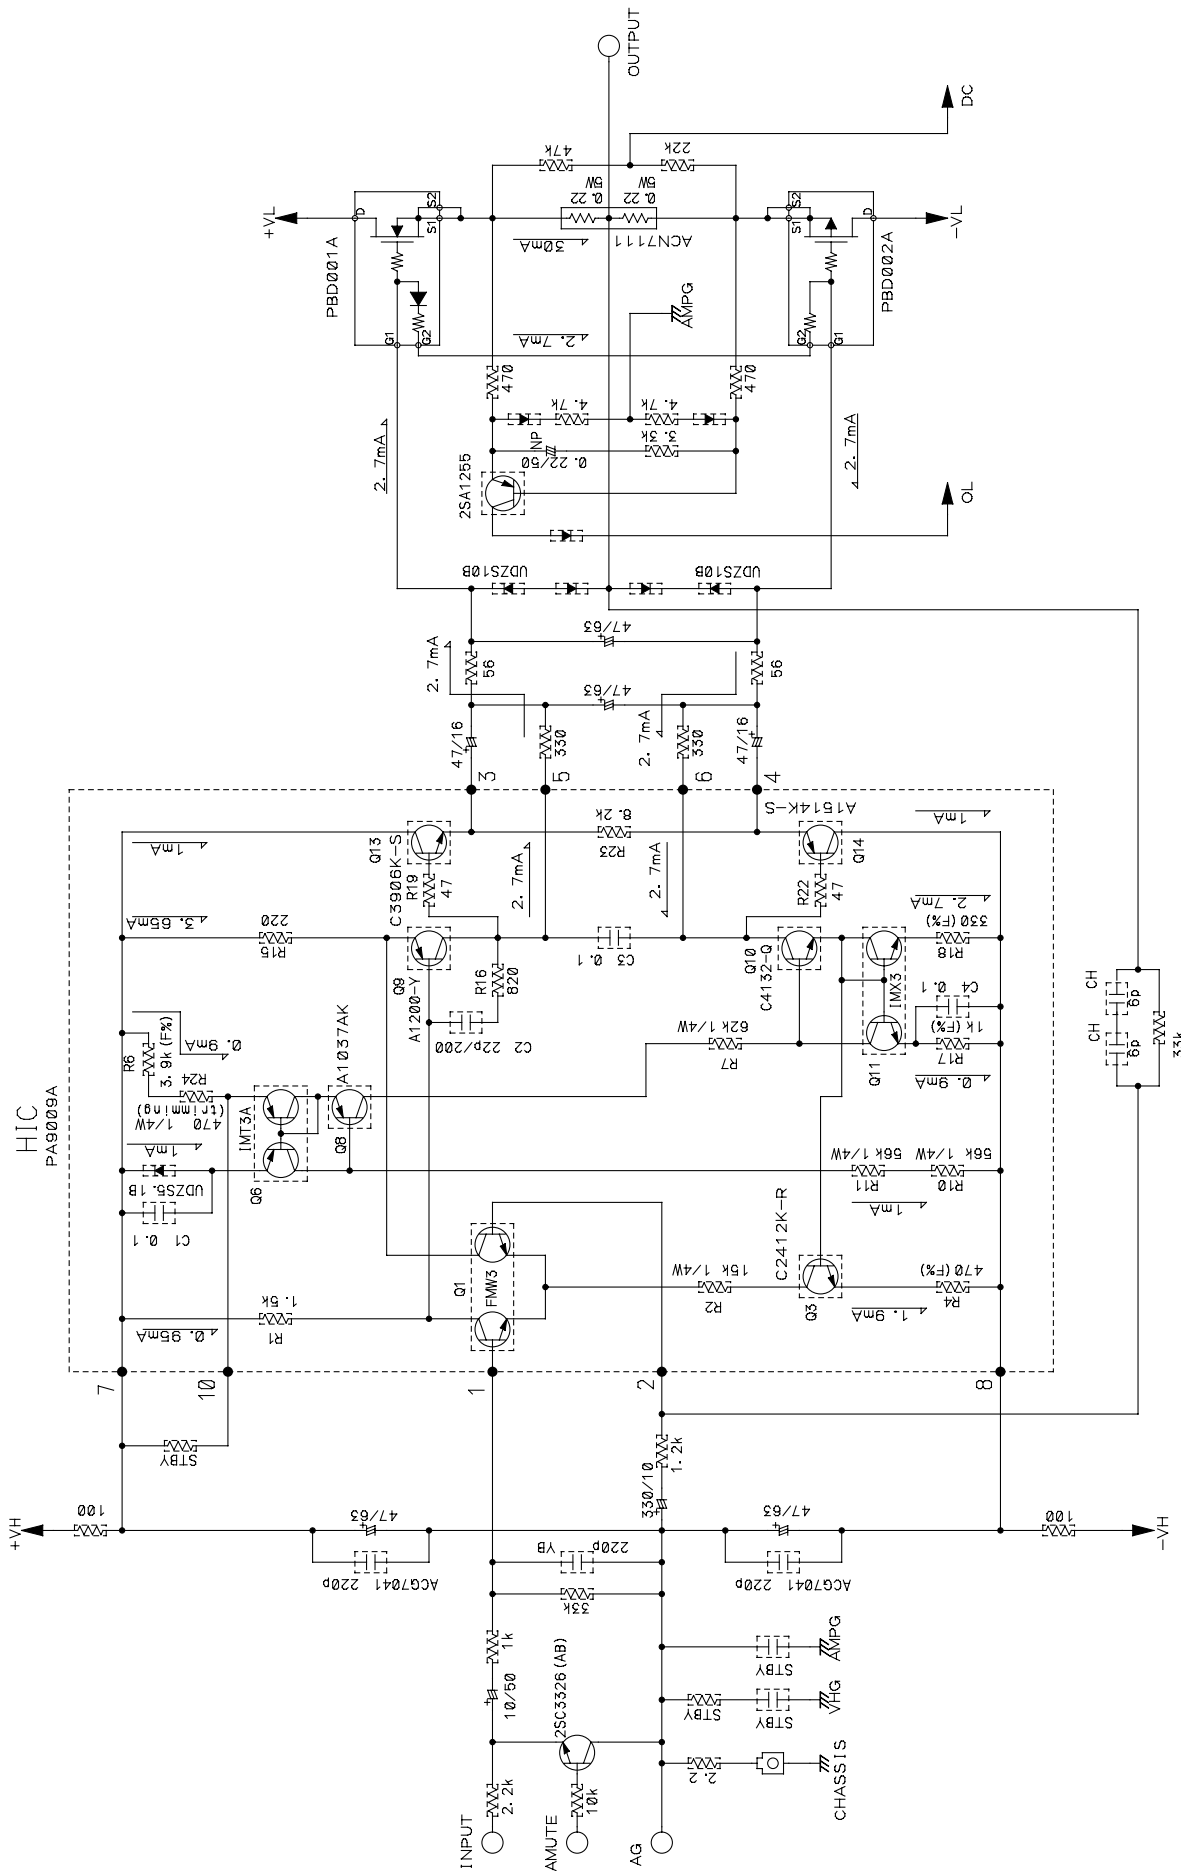 HIC
PA9009A
+VH
100
7
STBY
10
220p
ACG7041
47/63
INPUT
2.2k
10/50
1k
33k
YB
220p
1
AMUTE
10k
2SC3326(AB)
AG
330/10
1.2k
2
2.2
CHASSIS
STBY
STBY
VHG
STBY
AMPG
220p
ACG7041
47/63
8
100
-VH
C1 0.1
UDZS5.1B
1mA
R6
3.9k(F%)
0.9mA
R24
470 1/4W
(trimming)
Q6
IMT3A
Q8
A1037AK
0.95mA
R1
1.5k
Q1
FMW3
R2
15k 1/4W
Q3
C2412K-R
1.9mA
R4
470(F%)
R11
56k 1/4W
R10
56k 1/4W
1mA
R7
62k 1/4W
0.9mA
R17
1k(F%)
C4 0.1
Q11
IMX3
R18
330(F%)
2.7mA
3.65mA
R15
220
Q9
A1200-Y
C2 22p/200
R16
820
C3 0.1
Q10
C4132-Q
Q13
C3906K-S
R19
47
1mA
R23
8.2k
R22
47
Q14
A1514K-S
1mA
2.7mA
2.7mA
3
5
6
4
47/16
330
330
47/16
2.7mA
2.7mA
56
56
47/63
47/63
UDZS10B
UDZS10B
2SA1255
OL
0.22/50
NP
3.3k
4.7k
4.7k
470
470
AMPG
2.7mA
2.7mA
2.7mA
30mA
PBD001A
G1
G2
D
S1
S2
+VL
PBD002A
G2
G1
S1
S2
D
-VL
ACN7111
0.22
5W
0.22
5W
47k
22k
DC
OUTPUT
CH
6p
CH
6p
33k